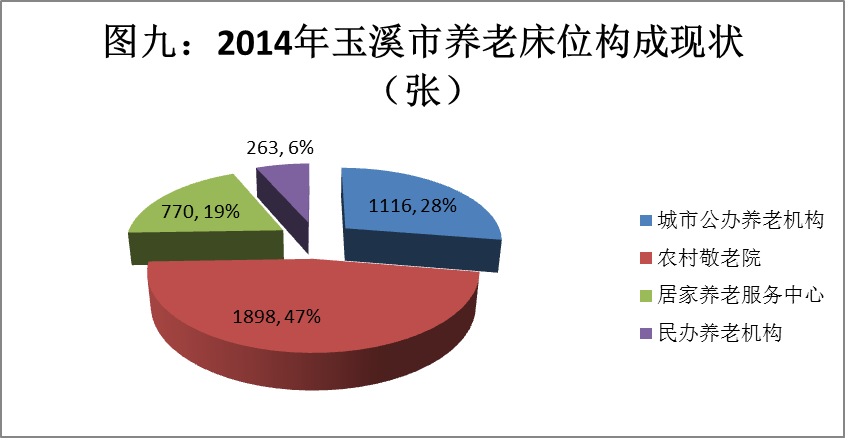 图九：2014年玉溪市养老床位构成现状
（张）
263, 6%
1116, 28%
770, 19%
1898, 47%
城市公办养老机构
农村敬老院
居家养老服务中心
民办养老机构